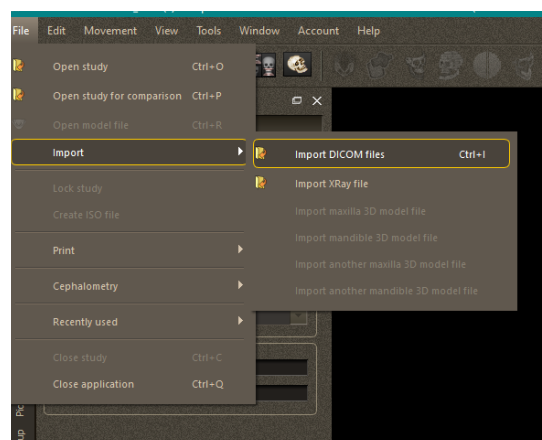 File Edit Movement View Tools Window Account Help
Open study Ctrl+O
Open study for comparison Ctrl+P
Open model file Ctrl+R
Import
Import DICOM files Ctrl+I
Import XRay file
Import maxilla 3D model file
Import mandible 3D model file
Import another maxilla 3D model file
Import another mandible 3D model file
Lock study
Create ISO file
Print
Cephalometry
Recently used
Close study Ctrl+C
Close application Ctrl+Q